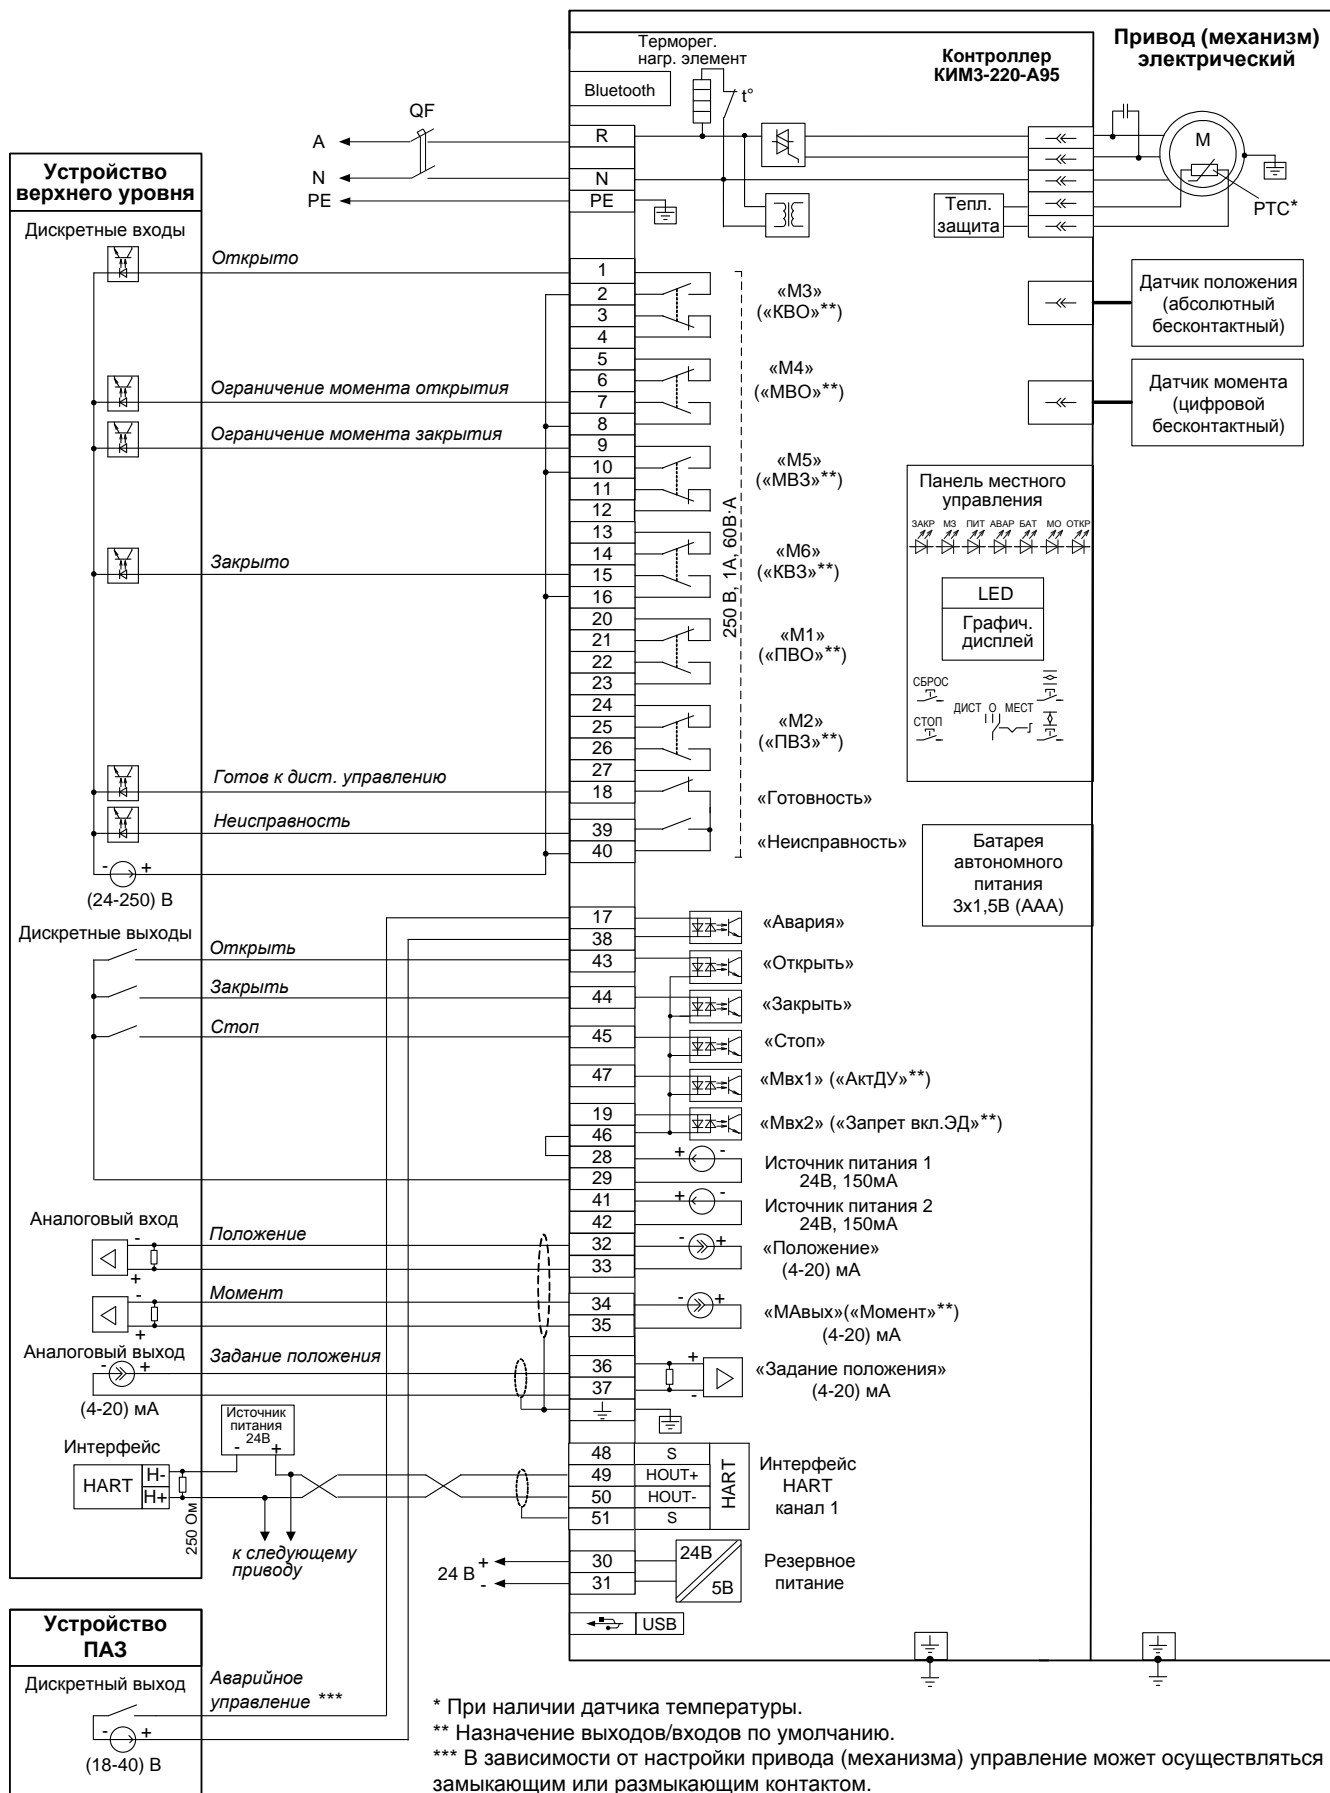 Привод (механизм)
электрический
Контроллер
КИМ3-220-А95
Терморег.
нагр. элемент
Bluetooth
t°
QF
A
N
PE
R
N
PE
M
PTC*
Тепл.
защита
Устройство
верхнего уровня
Дискретные входы
Открыто
Ограничение момента открытия
Ограничение момента закрытия
Закрыто
Готов к дист. управлению
Неисправность
- +
(24-250) В
1
2
3
4
5
6
7
8
9
10
11
12
13
14
15
16
20
21
22
23
24
25
26
27
18
39
40
250 В, 1А, 60В·А
«М3»
(«КВО»**)
«М4»
(«МВО»**)
«М5»
(«МВЗ»**)
«М6»
(«КВЗ»**)
«М1»
(«ПВО»**)
«М2»
(«ПВЗ»**)
«Готовность»
«Неисправность»
Датчик положения
(абсолютный
бесконтактный)
Датчик момента
(цифровой
бесконтактный)
Панель местного
управления
ЗАКР МЗ ПИТ АВАР БАТ МО ОТКР
LED
Графич.
дисплей
СБРОС
СТОП
ДИСТ О МЕСТ
Батарея
автономного
питания
3х1,5В (ААА)
Дискретные выходы
Открыть
Закрыть
Стоп
17
38
43
44
45
47
19
46
28
29
41
42
32
33
34
35
36
37
«Авария»
«Открыть»
«Закрыть»
«Стоп»
«Мвх1» («АктДУ»**)
«Мвх2» («Запрет вкл.ЭД»**)
+ -
Источник питания 1
24В, 150мА
+ -
Источник питания 2
24В, 150мА
- +
«Положение»
(4-20) мА
- +
«МАвых»(«Момент»**)
(4-20) мА
+
-
«Задание положения»
(4-20) мА
Аналоговый вход
Положение
-
+
Момент
-
+
Аналоговый выход
Задание положения
- +
(4-20) мА
Источник
питания
24В
- +
Интерфейс
HART
H-
H+
250 Ом
к следующему
приводу
48 S
49 HOUT+
50 HOUT-
51 S
HART
Интерфейс
HART
канал 1
24 В
+
-
30
31
24В
5В
Резервное
питание
USB
Устройство
ПАЗ
Дискретный выход
Аварийное
управление ***
- +
(18-40) В
* При наличии датчика температуры.
** Назначение выходов/входов по умолчанию.
*** В зависимости от настройки привода (механизма) управление может осуществляться
замыкающим или размыкающим контактом.